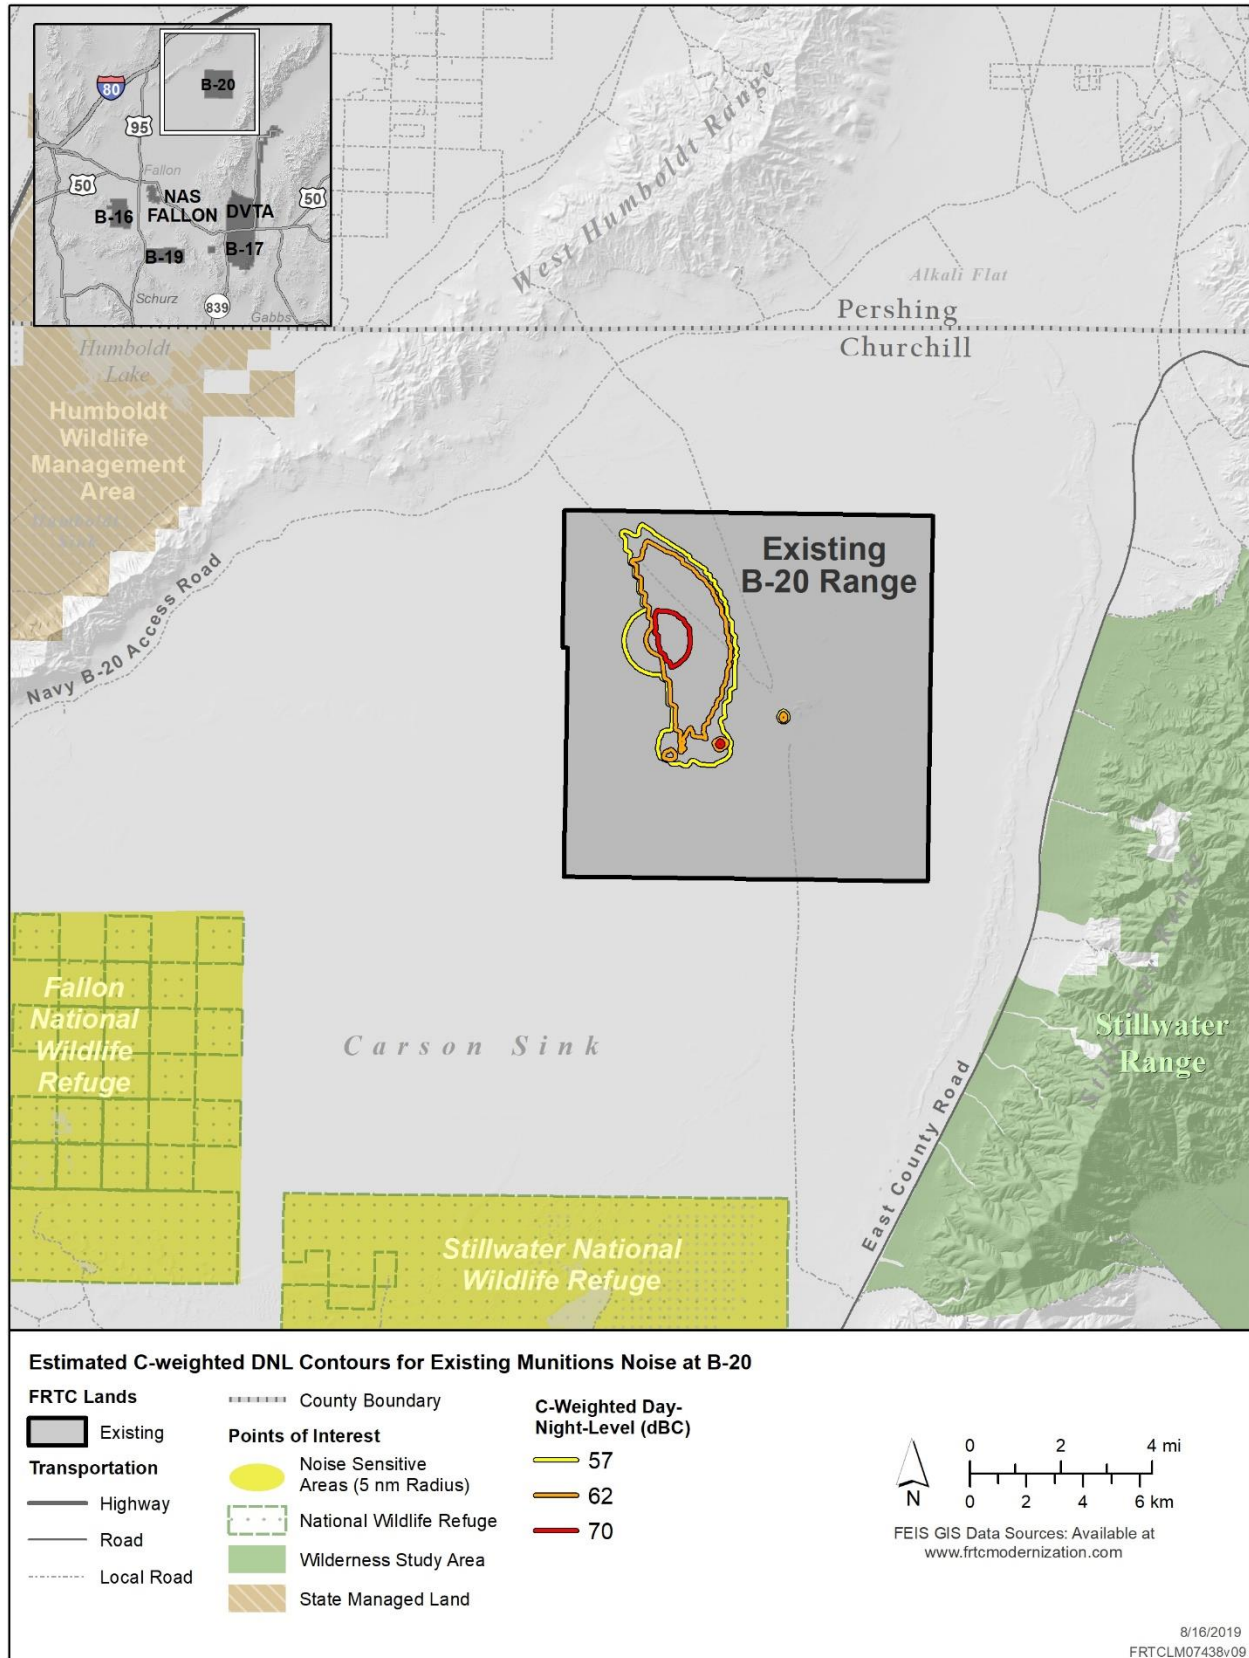 80
B-20
95
Fallon
50
NAS
FALLON
DVTA
50
B-16
B-19
B-17
Schurz
839
Gabbs
West Humboldt Range
Alkali Flat
Pershing
Churchill
Humboldt
Lake
Humboldt
Wildlife
Management
Area
Humboldt
Sink
Navy B-20 Access Road
Existing
B-20 Range
Fallon
National
Wildlife
Refuge
Carson Sink
Stillwater
Range
Stillwater Range
East County Road
Stillwater National
Wildlife Refuge
Estimated C-weighted DNL Contours for Existing Munitions Noise at B-20
FRTC Lands
Existing
Transportation
Highway
Road
Local Road
County Boundary
Points of Interest
Noise Sensitive
Areas (5 nm Radius)
National Wildlife Refuge
Wilderness Study Area
State Managed Land
C-Weighted Day-
Night-Level (dBC)
57
62
70
N
0 2 4 mi
0 2 4 6 km
FEIS GIS Data Sources: Available at
www.frtcmodernization.com
8/16/2019
FRTCLM07438v09